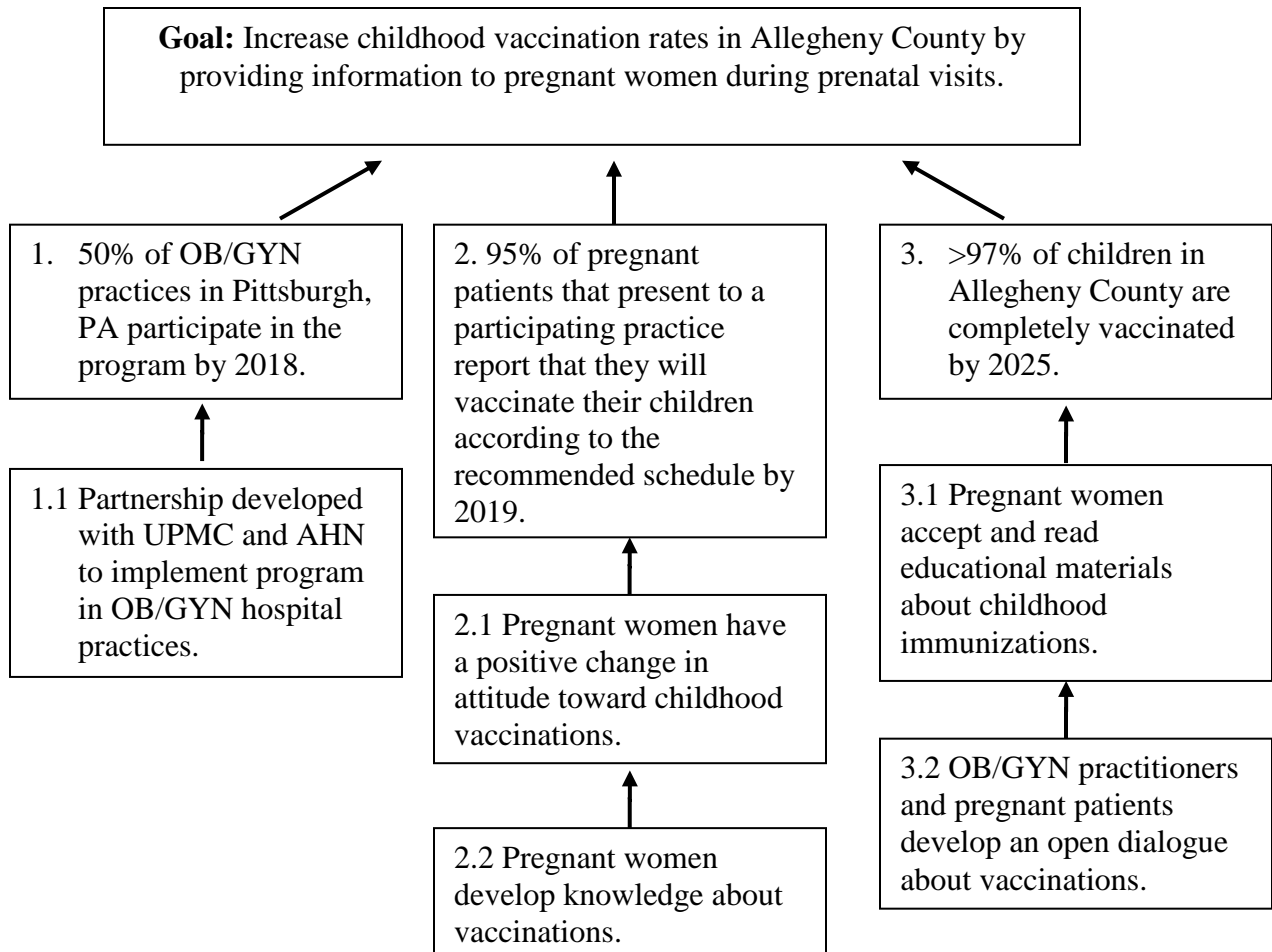 Goal: Increase childhood vaccination rates in Allegheny County by
providing information to pregnant women during prenatal visits.
1. 50% of OB/GYN
practices in Pittsburgh,
PA participate in the
program by 2018.
1.1 Partnership developed
with UPMC and AHN
to implement program
in OB/GYN hospital
practices.
2. 95% of pregnant
patients that present to a
participating practice
report that they will
vaccinate their children
according to the
recommended schedule by
2019.
2.1 Pregnant women have
a positive change in
attitude toward childhood
vaccinations.
2.2 Pregnant women
develop knowledge about
vaccinations.
3. >97% of children in
Allegheny County are
completely vaccinated
by 2025.
3.1 Pregnant women
accept and read
educational materials
about childhood
immunizations.
3.2 OB/GYN practitioners
and pregnant patients
develop an open dialogue
about vaccinations.